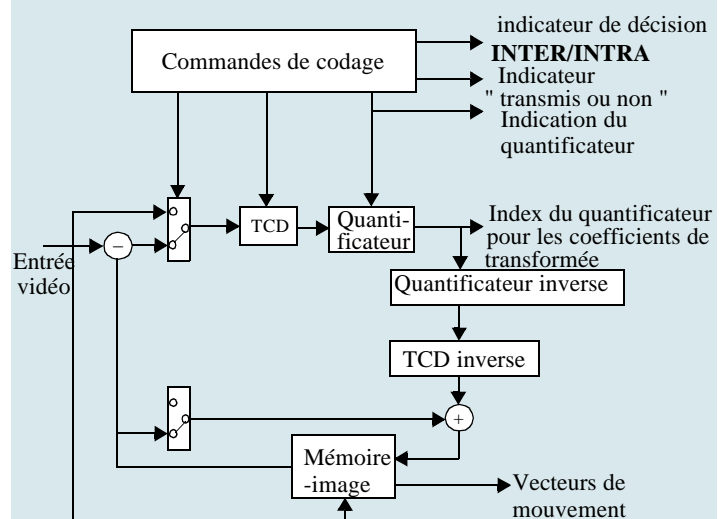 indicateur de décision
INTER/INTRA
Commandes de codage
Indicateur
" transmis ou non "
Indication du
quantificateur
TCD
Quanti-
ficateur
Index du quantificateur
pour les coefficients de
transformée
−
Entrée
vidéo
Quantificateur inverse
TCD inverse
+
Mémoire
-image
Vecteurs de
mouvement